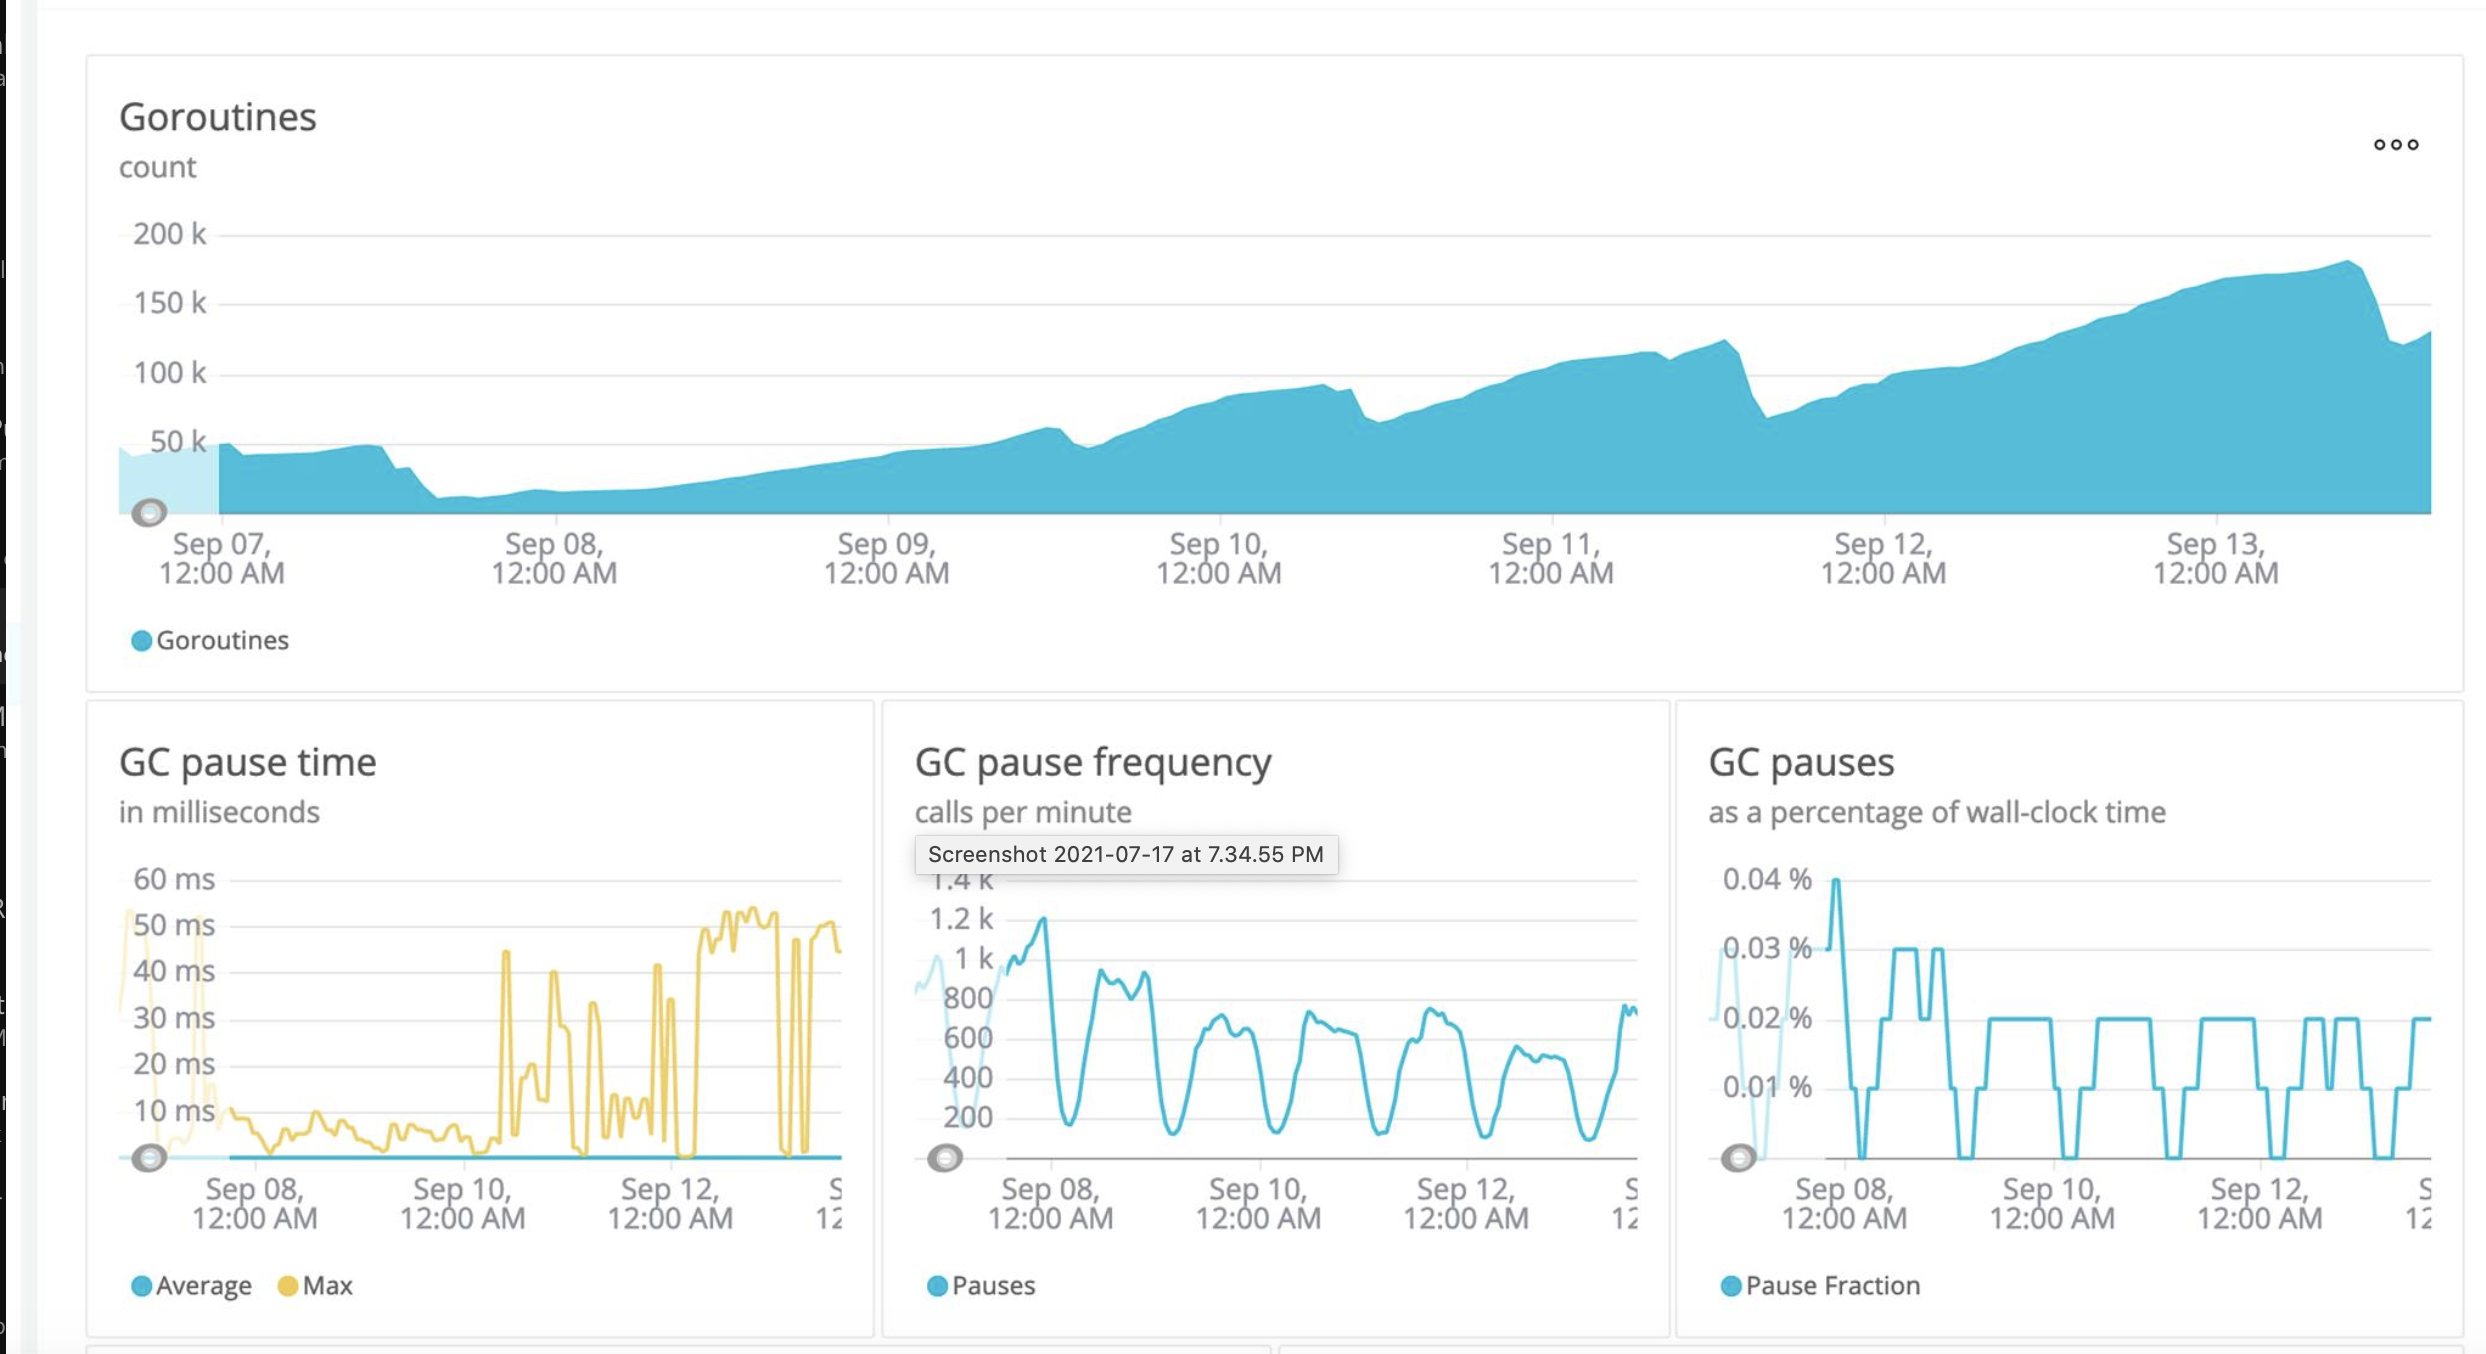 Goroutines
count
200 k
150 k
100 k
50 k
Sep 07,
12:00 AM
Sep 08,
12:00 AM
Sep 09,
12:00 AM
Sep 10,
12:00 AM
Sep 11,
12:00 AM
Sep 12,
12:00 AM
Sep 13,
12:00 AM
Goroutines
GC pause time
in milliseconds
60 ms
50 ms
40 ms
30 ms
20 ms
10 ms
Sep 08,
12:00 AM
Sep 10,
12:00 AM
Sep 12,
12:00 AM
S
12
Average
Max
GC pause frequency
calls per minute
Screenshot 2021-07-17 at 7.34.55 PM
1.4 k
1.2 k
1 k
800
600
400
200
Sep 08,
12:00 AM
Sep 10,
12:00 AM
Sep 12,
12:00 AM
S
12
Pauses
GC pauses
as a percentage of wall-clock time
0.04 %
0.03 %
0.02 %
0.01 %
Sep 08,
12:00 AM
Sep 10,
12:00 AM
Sep 12,
12:00 AM
S
12
Pause Fraction